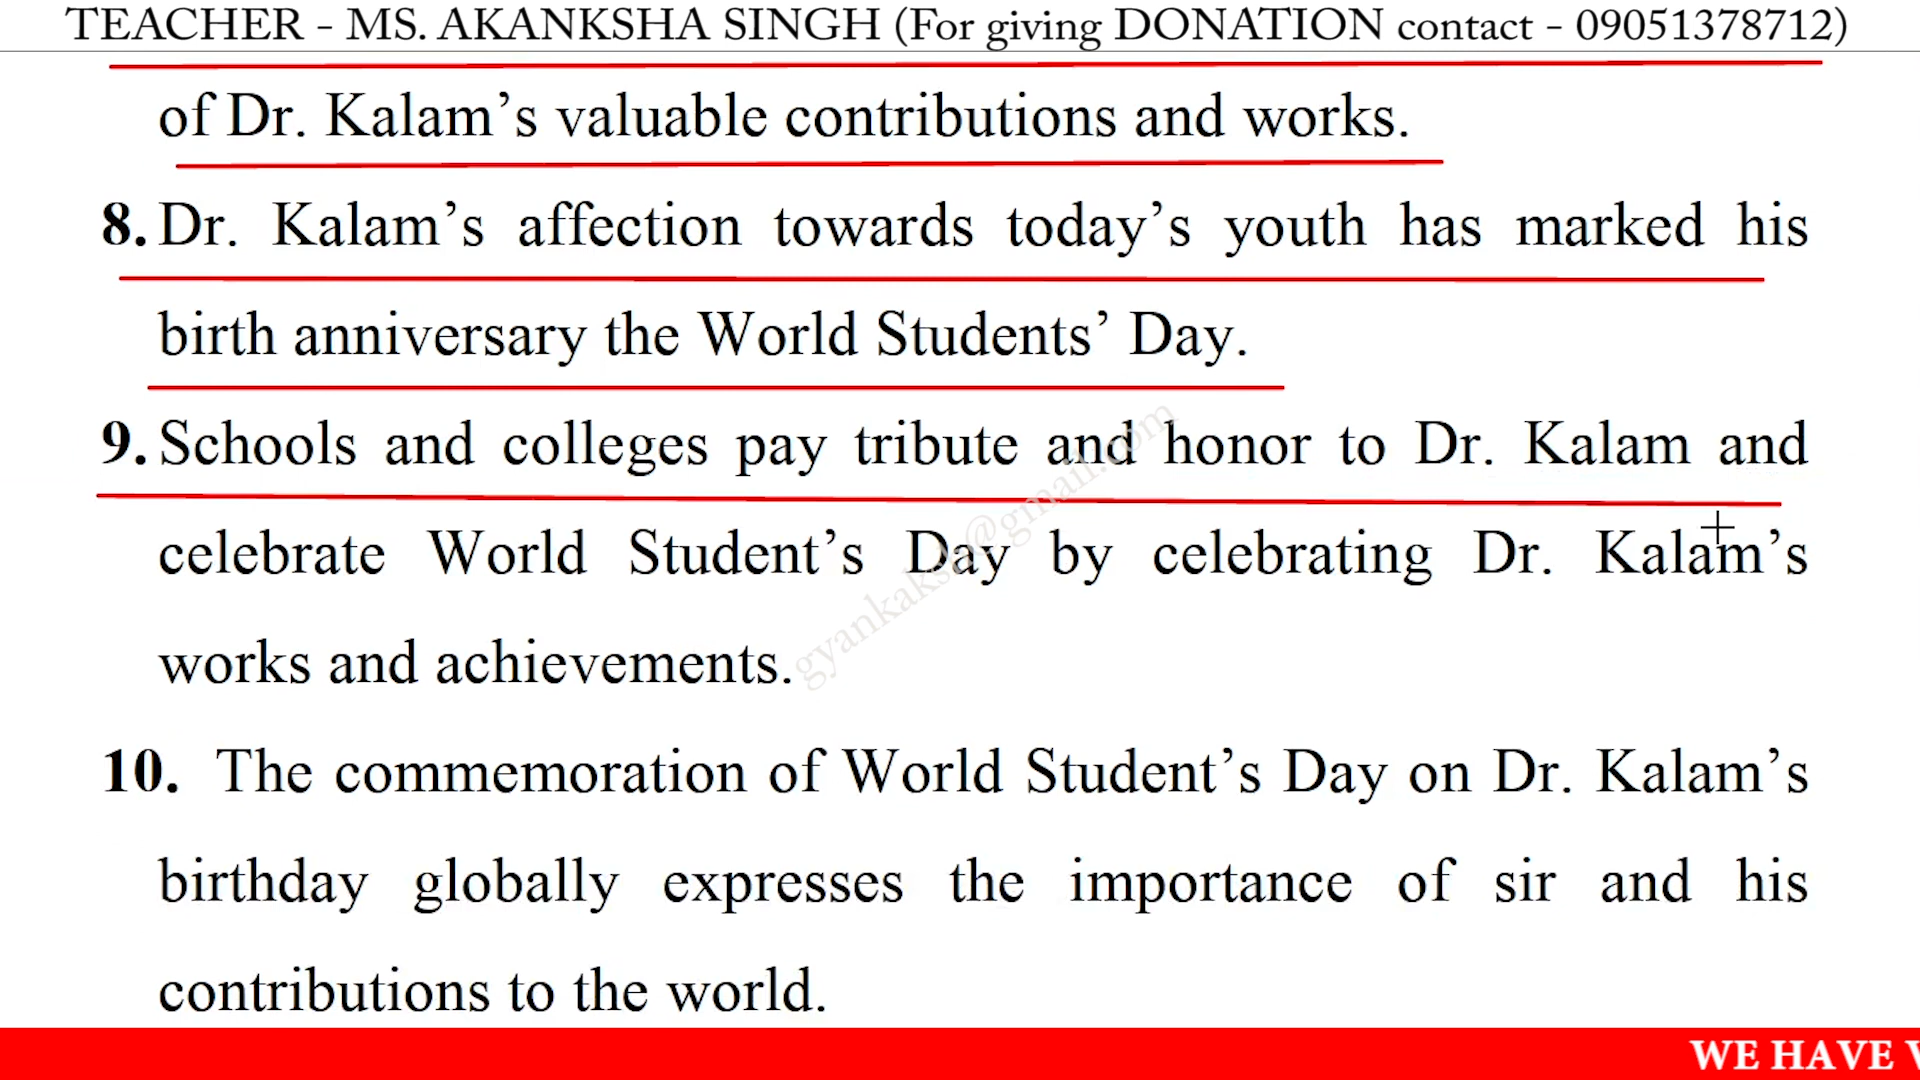 TEACHER - MS. AKANKSHA SINGH (For giving DONATION contact - 09051378712)
of Dr. Kalam’s valuable contributions and works.
8. Dr. Kalam’s affection towards today’s youth has marked his
birth anniversary the World Students’ Day.
9. Schools and colleges pay tribute and honor to Dr. Kalam and
celebrate World Student’s Day by celebrating Dr. Kalam’s
works and achievements.
gyankaksh@gmail.com
10. The commemoration of World Student’s Day on Dr. Kalam’s
birthday globally expresses the importance of sir and his
contributions to the world.
WE HAVE